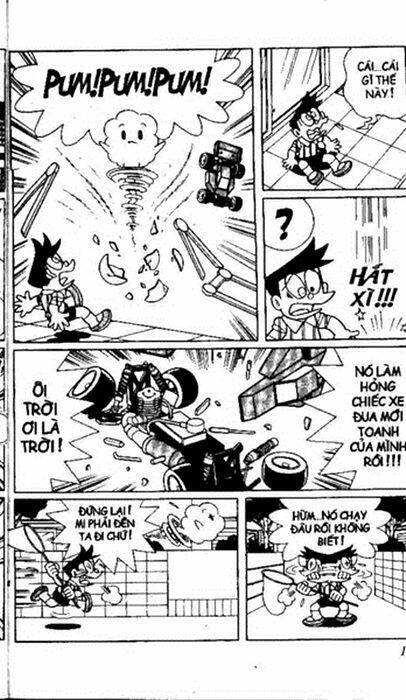 PUM!PUM!PUM!
CÁI...CÁI
GÌ THẾ
NÀY!
?
HẮT
XÌ!!!
ÔI
TRỜI
ƠI LÀ
TRỜI!
NÓ LÀM
HỎNG
CHIẾC XE
ĐUA MỚI
TOANH
CỦA MÌNH
RỒI!!!
ĐỨNG LẠI!
MI PHẢI ĐỀN
TA ĐI CHỨ!
HỪM...NÓ CHẠY
ĐÂU RỒI KHÔNG
BIẾT!
1